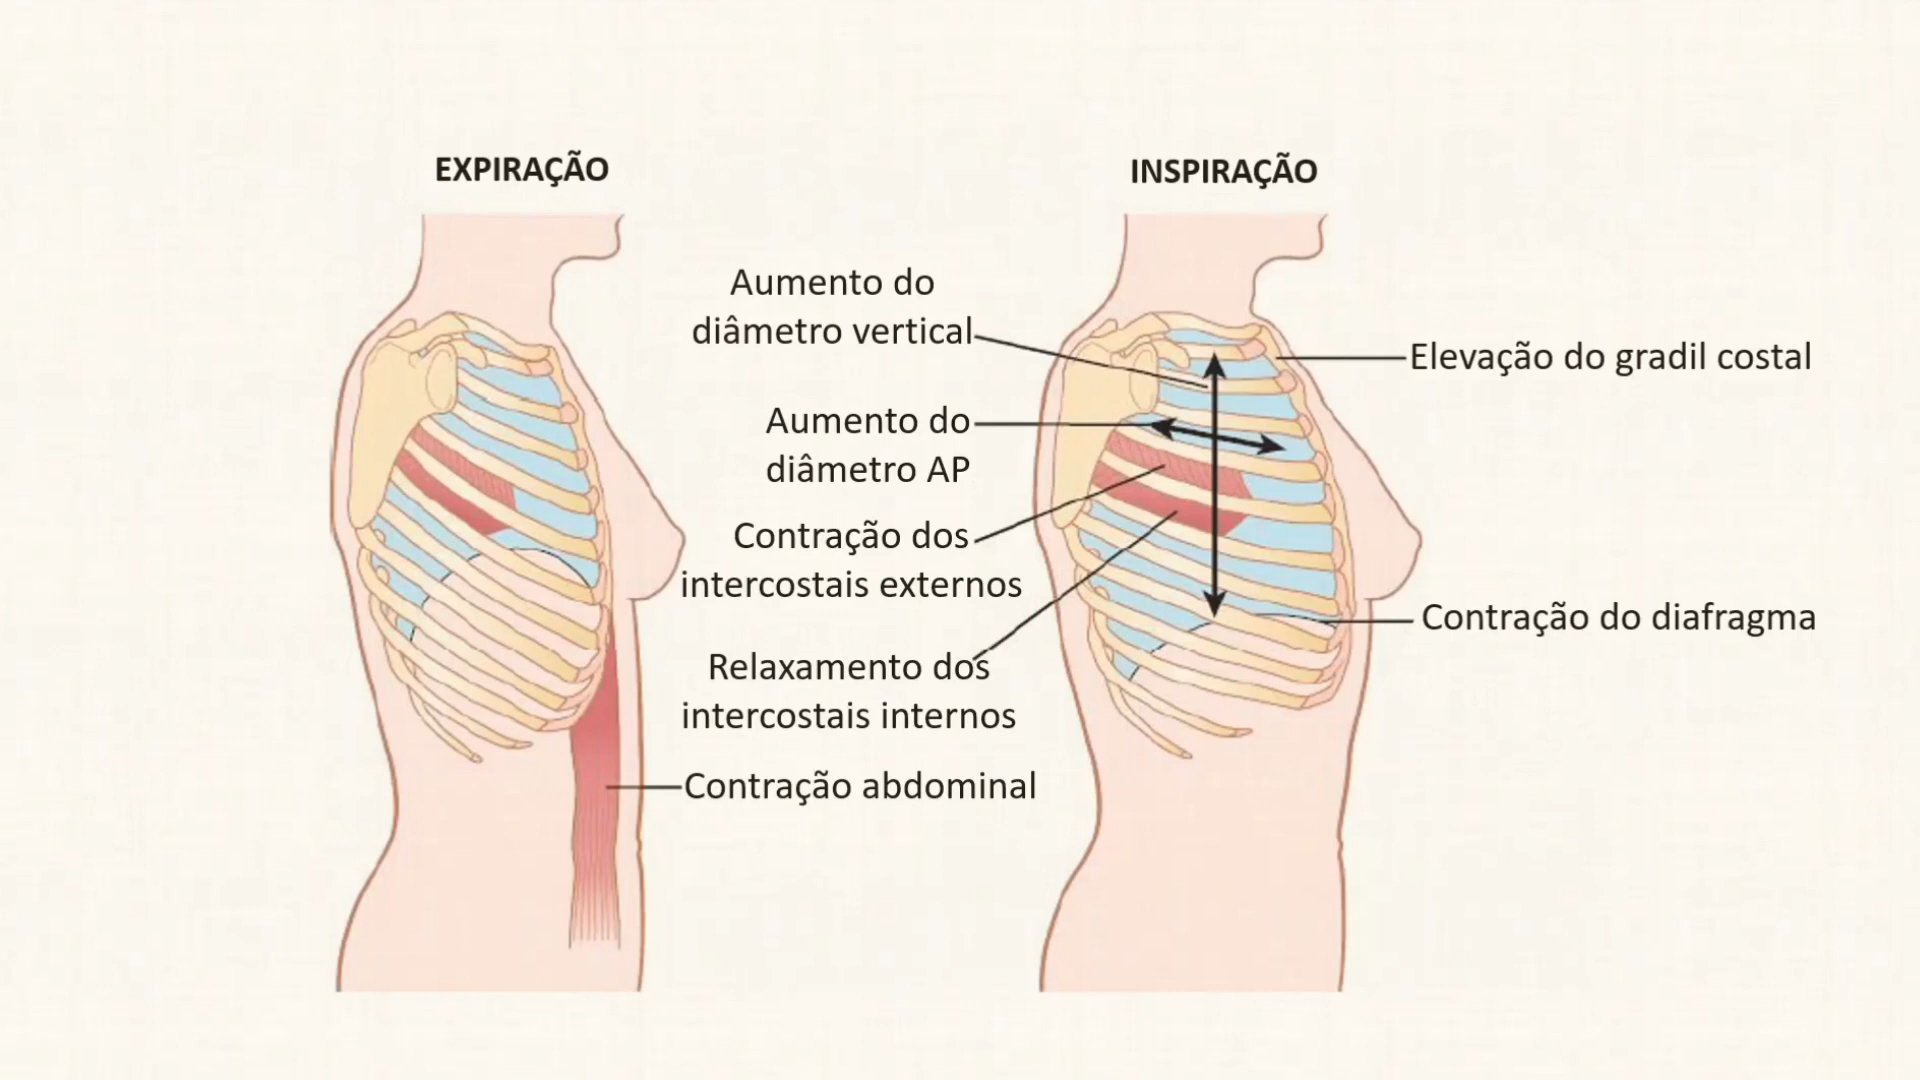 EXPIRAÇÃO
INSPIRAÇÃO
Aumento do
diâmetro vertical
Elevação do gradil costal
Aumento do
diâmetro AP
Contração dos
intercostais externos
Contração do diafragma
Relaxamento dos
intercostais internos
Contração abdominal